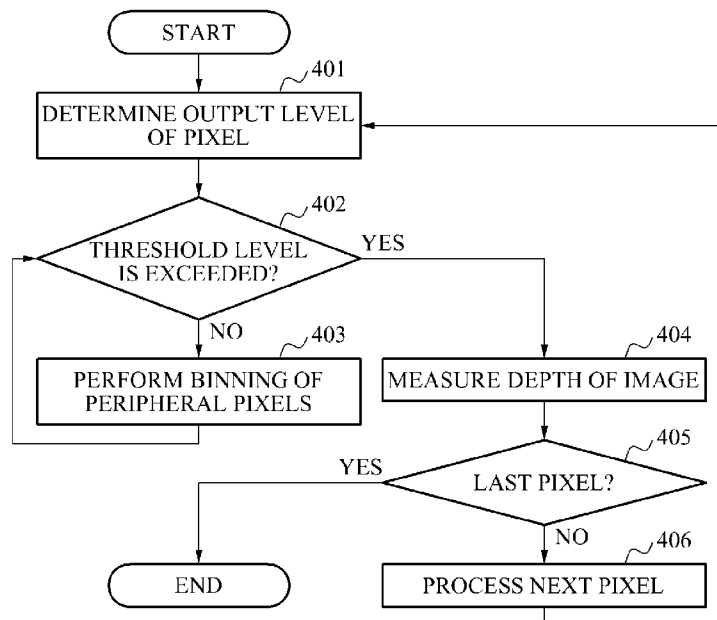 START
401
DETERMINE OUTPUT LEVEL
OF PIXEL
402
THRESHOLD LEVEL
IS EXCEEDED?
YES
NO
403
PERFORM BINNING OF
PERIPHERAL PIXELS
404
MEASURE DEPTH OF IMAGE
405
LAST PIXEL?
YES
NO
END
406
PROCESS NEXT PIXEL